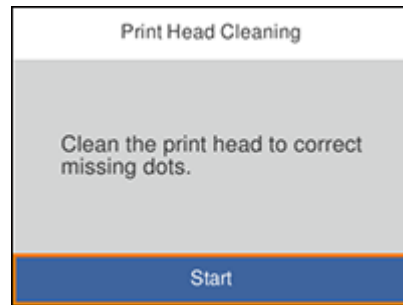 Print Head Cleaning
Clean the print head to correct
missing dots.
Start